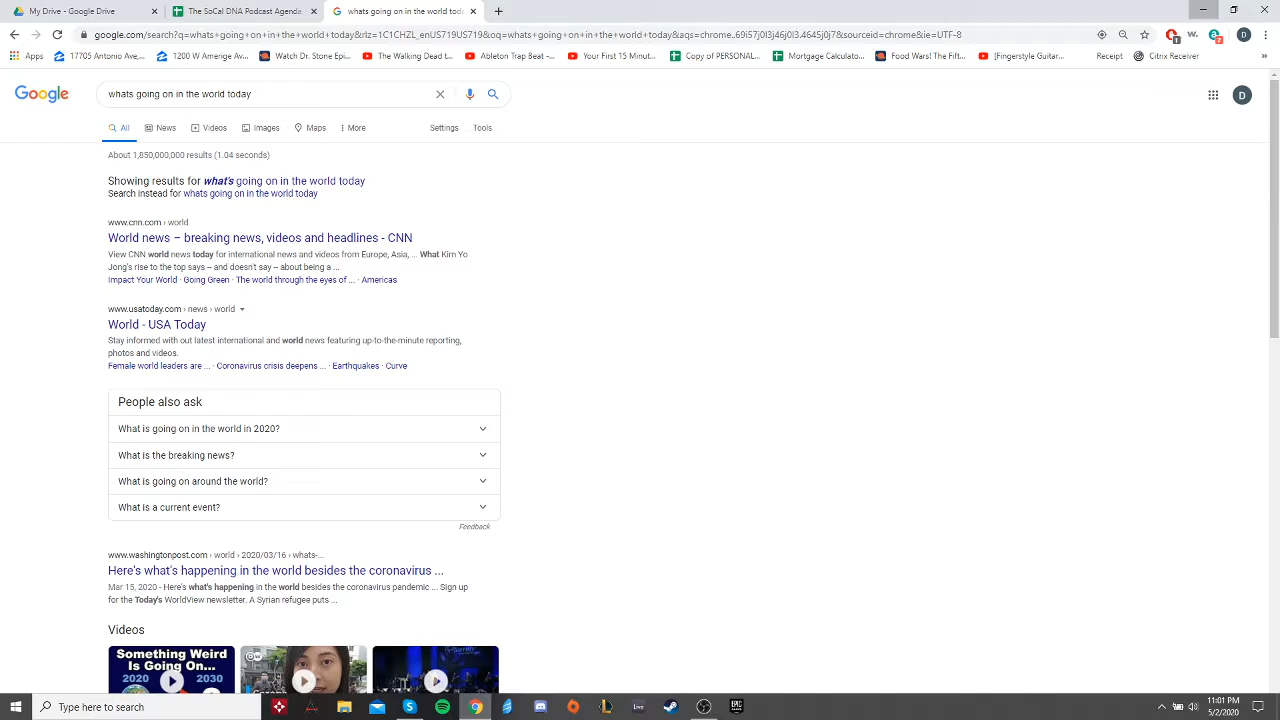 My Drive - Google Drive
The SoCal DNA Podcast Agenda
whats going on in the world tod
google.com/search?q=whats+going+on+in+the+world+today&rlz=1C1CHZL_enUS719US719&oq=whats+going+on+in+the+world+today&aqs=chrome..69i57j0l3j46j0l3.4645j0j7&sourceid=chrome&ie=UTF-8
Apps
17705 Antonio Ave,...
1200 W Amerige Av...
Watch Dr. Stone Epi...
The Walking Dead t...
Ableton Trap Beat -...
Your First 15 Minut...
Copy of PERSONAL...
Mortgage Calculato...
Food Wars! The Fift...
[Fingerstyle Guitar...
Receipt
Citrix Receiver
Google
whats going on in the world today
D
All
News
Videos
Images
Maps
More
Settings
Tools
About 1,850,000,000 results (1.04 seconds)
Showing results for what's going on in the world today
Search instead for whats going on in the world today
www.cnn.com › world
World news – breaking news, videos and headlines - CNN
View CNN world news today for international news and videos from Europe, Asia, ... What Kim Yo
Jong's rise to the top says -- and doesn't say -- about being a ...
Impact Your World · Going Green · The world through the eyes of ... · Americas
www.usatoday.com › news › world
World - USA Today
Stay informed with out latest international and world news featuring up-to-the-minute reporting,
photos and videos.
Female world leaders are ... · Coronavirus crisis deepens ... · Earthquakes · Curve
People also ask
What is going on in the world in 2020?
What is the breaking news?
What is going on around the world?
What is a current event?
Feedback
www.washingtonpost.com › world › 2020/03/16 › whats-...
Here's what's happening in the world besides the coronavirus ...
Mar 15, 2020 - Here's what's happening in the world besides the coronavirus pandemic ... Sign up
for the Today's WorldView newsletter. A Syrian refugee puts ...
Videos
Something Weird
Is Going On...
2020
2030
Type here to search
Live
EPIC
11:01 PM
5/2/2020